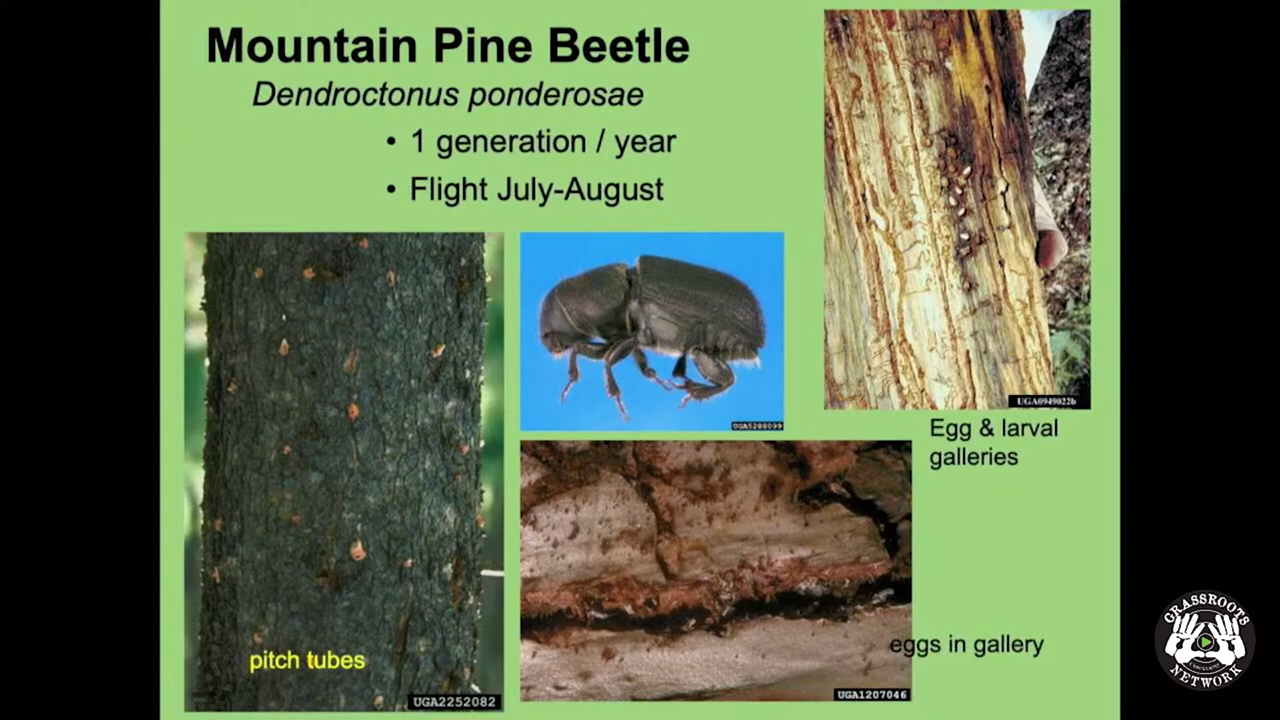 Mountain Pine Beetle
Dendroctonus ponderosae
• 1 generation / year
• Flight July-August
UGA0949022b
Egg & larval
galleries
UGA5288099
eggs in gallery
UGA1207046
pitch tubes
UGA2252082
GRASSROOTS
NETWORK